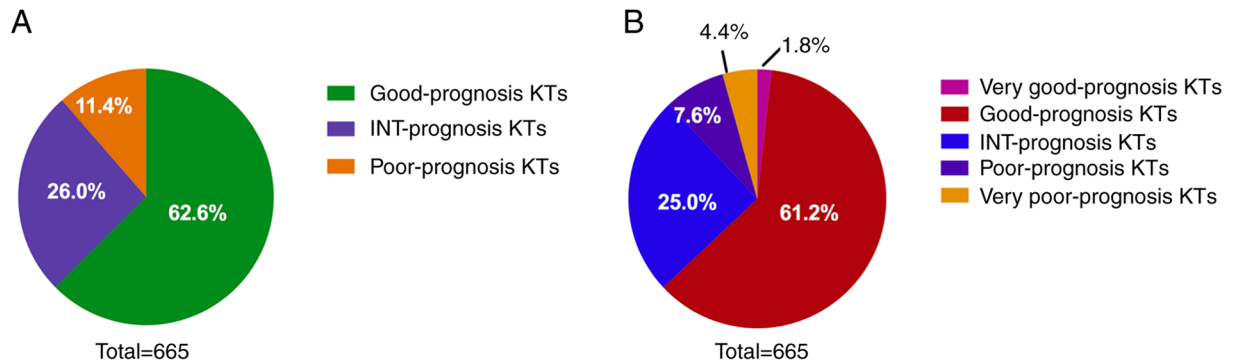 A
11.4%
26.0%
62.6%
Total=665
Good-prognosis KTs
INT-prognosis KTs
Poor-prognosis KTs
B
4.4%
1.8%
7.6%
25.0%
61.2%
Total=665
Very good-prognosis KTs
Good-prognosis KTs
INT-prognosis KTs
Poor-prognosis KTs
Very poor-prognosis KTs